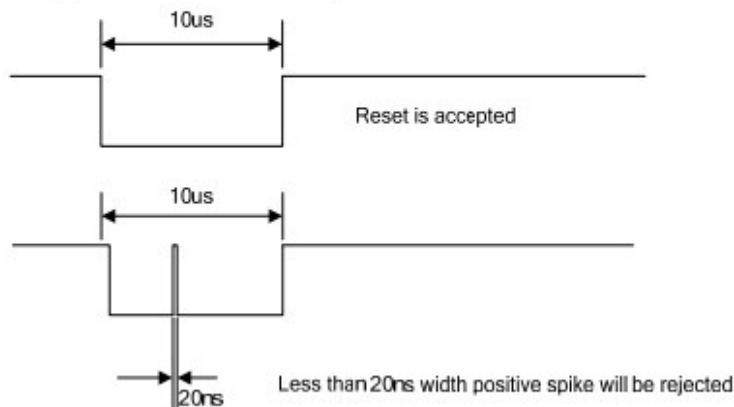 10us
Reset is accepted
10us
20ns
Less than 20ns width positive spike will be rejected